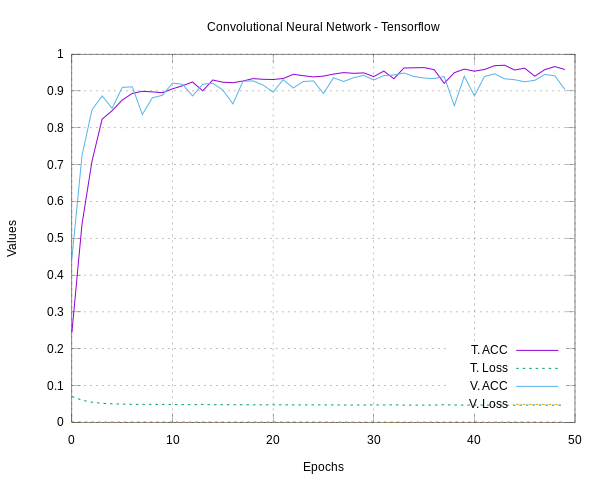 Convolutional Neural Network - Tensorflow
1
0.9
0.8
0.7
0.6
0.5
0.4
0.3
0.2
0.1
0
Values
T. ACC
T. Loss
V. ACC
V. Loss
0 10 20 30 40 50
Epochs